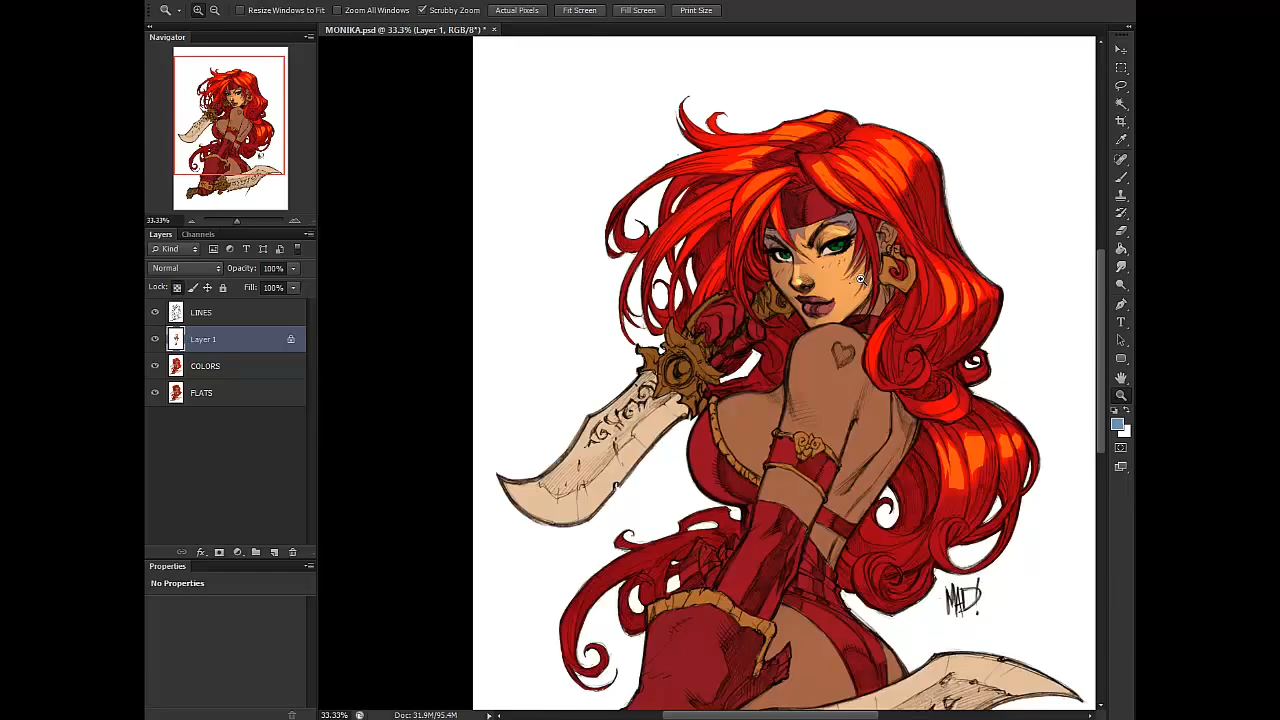 Resize Windows to Fit
Zoom All Windows
Scrubby Zoom
Actual Pixels
Fit Screen
Fill Screen
Print Size
Navigator
MONIKA.psd @ 33.3% (Layer 1, RGB/8*) * ×
33.33%
Layers
Channels
Kind
Normal
Opacity: 100%
Lock:
Fill: 100%
LINES
Layer 1
COLORS
FLATS
fx
Properties
No Properties
MAD!
33.33%
Doc: 31.9M/95.4M